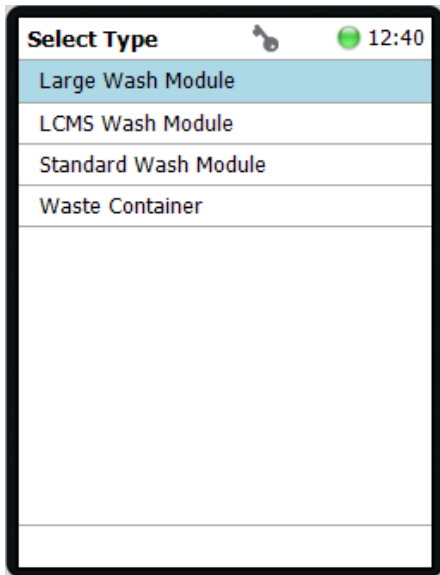 Select Type 12:40
Large Wash Module
LCMS Wash Module
Standard Wash Module
Waste Container